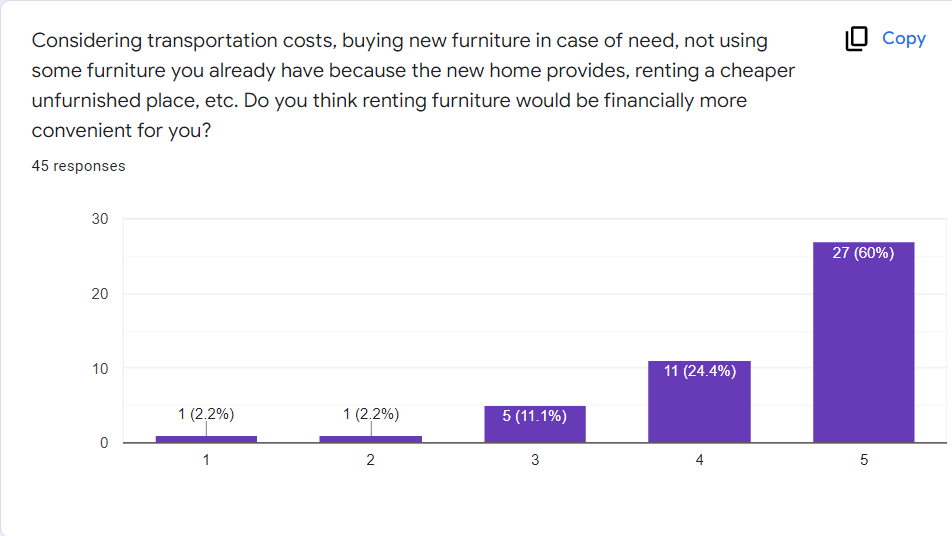 Considering transportation costs, buying new furniture in case of need, not using
some furniture you already have because the new home provides, renting a cheaper
unfurnished place, etc. Do you think renting furniture would be financially more
convenient for you?
Copy
45 responses
30
20
10
0
1 (2.2%)
1 (2.2%)
5 (11.1%)
11 (24.4%)
27 (60%)
1
2
3
4
5